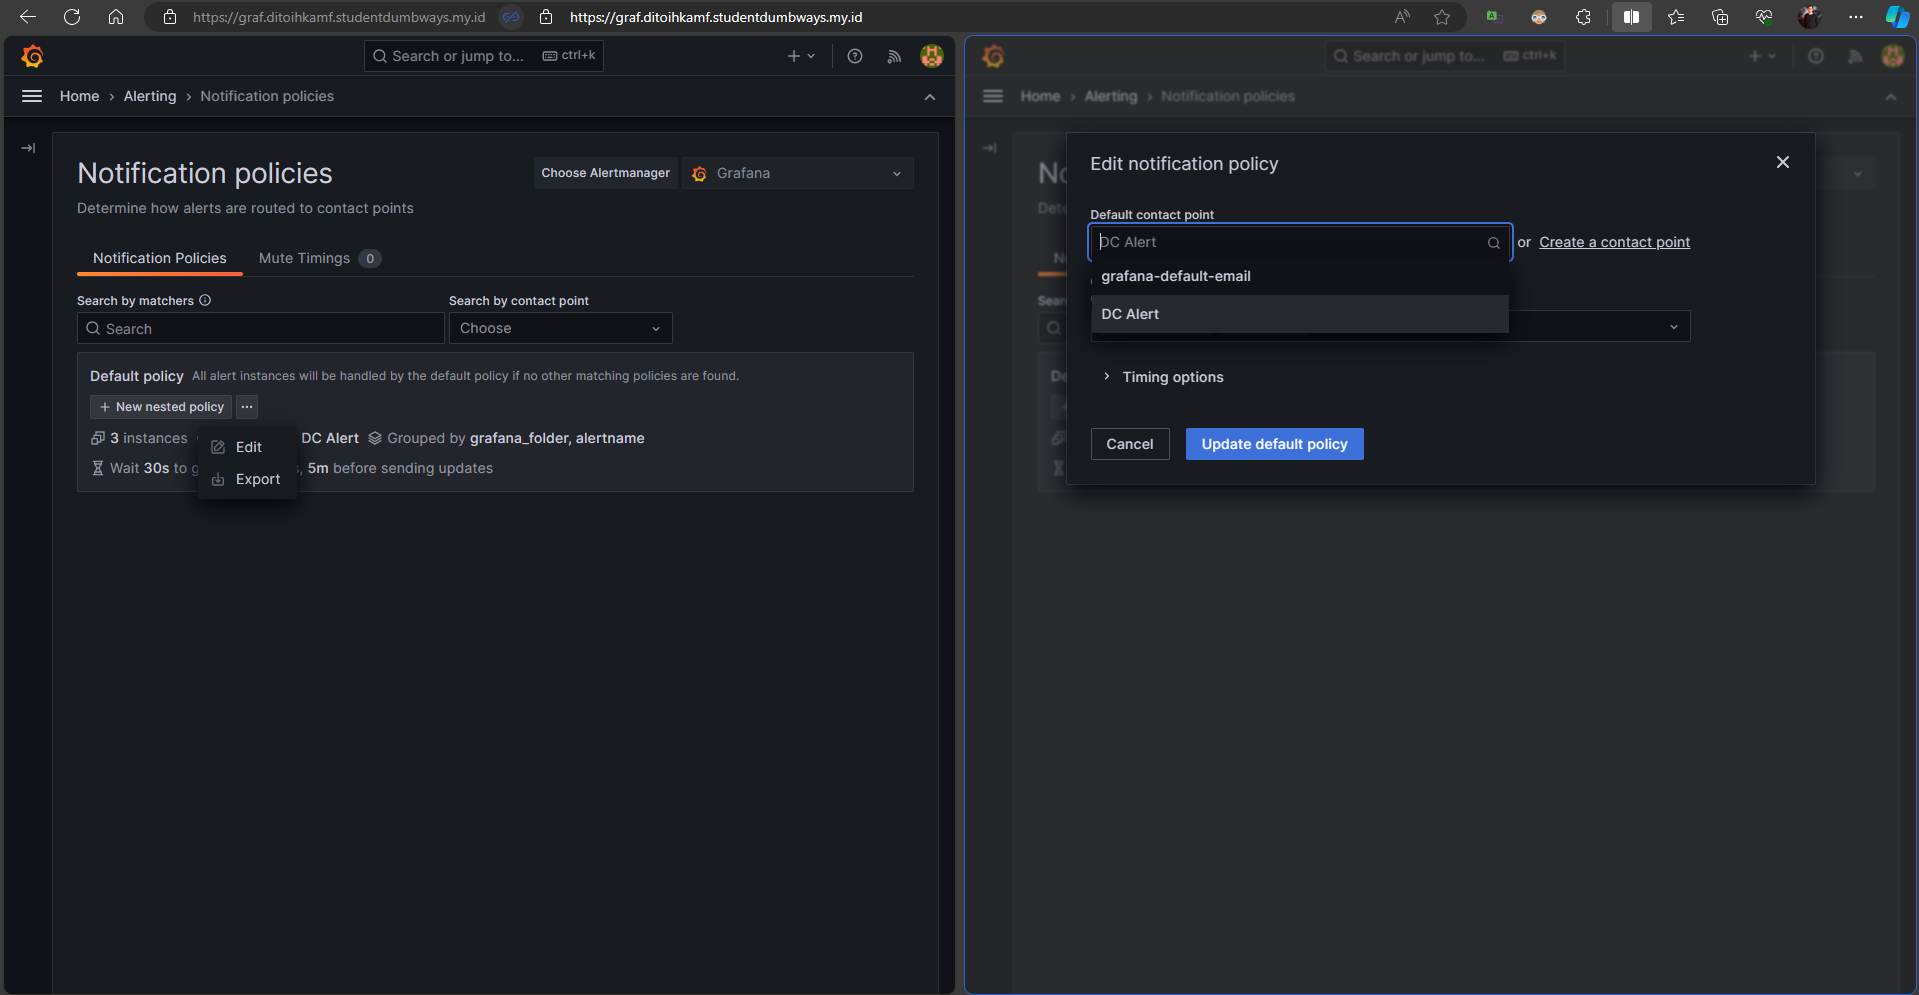 https://graf.ditoihkamf.studentdumbways.my.id
https://graf.ditoihkamf.studentdumbways.my.id
Search or jump to...
ctrl+k
Home > Alerting > Notification policies
Notification policies
Choose Alertmanager
Grafana
Determine how alerts are routed to contact points
Notification Policies
Mute Timings 0
Search by matchers
Search by contact point
Search
Choose
Default policy All alert instances will be handled by the default policy if no other matching policies are found.
+ New nested policy
...
3 instances
DC Alert
Grouped by grafana_folder, alertname
Wait 30s to g
, 5m before sending updates
Edit
Export
Search or jump to...
ctrl+k
Home > Alerting > Notification policies
Edit notification policy
Default contact point
DC Alert
or Create a contact point
grafana-default-email
DC Alert
Timing options
Cancel
Update default policy